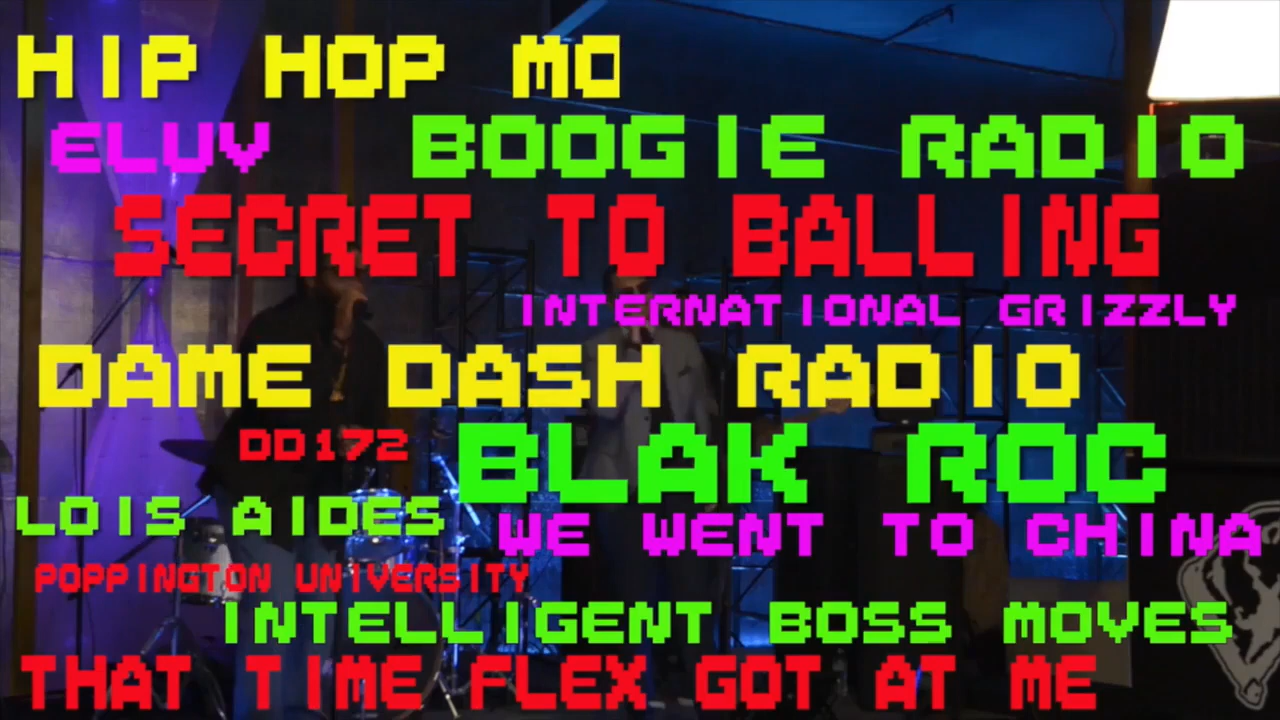 HIP HOP MO
ELUV BOOGIE RADIO
SECRET TO BALLING
INTERNATIONAL GRIZZLY
DAME DASH RADIO
DD172 BLAK ROC
LOIS AIDES WE WENT TO CHINA
POPPINGTON UNIVERSITY
INTELLIGENT BOSS MOVES
THAT TIME FLEX GOT AT ME